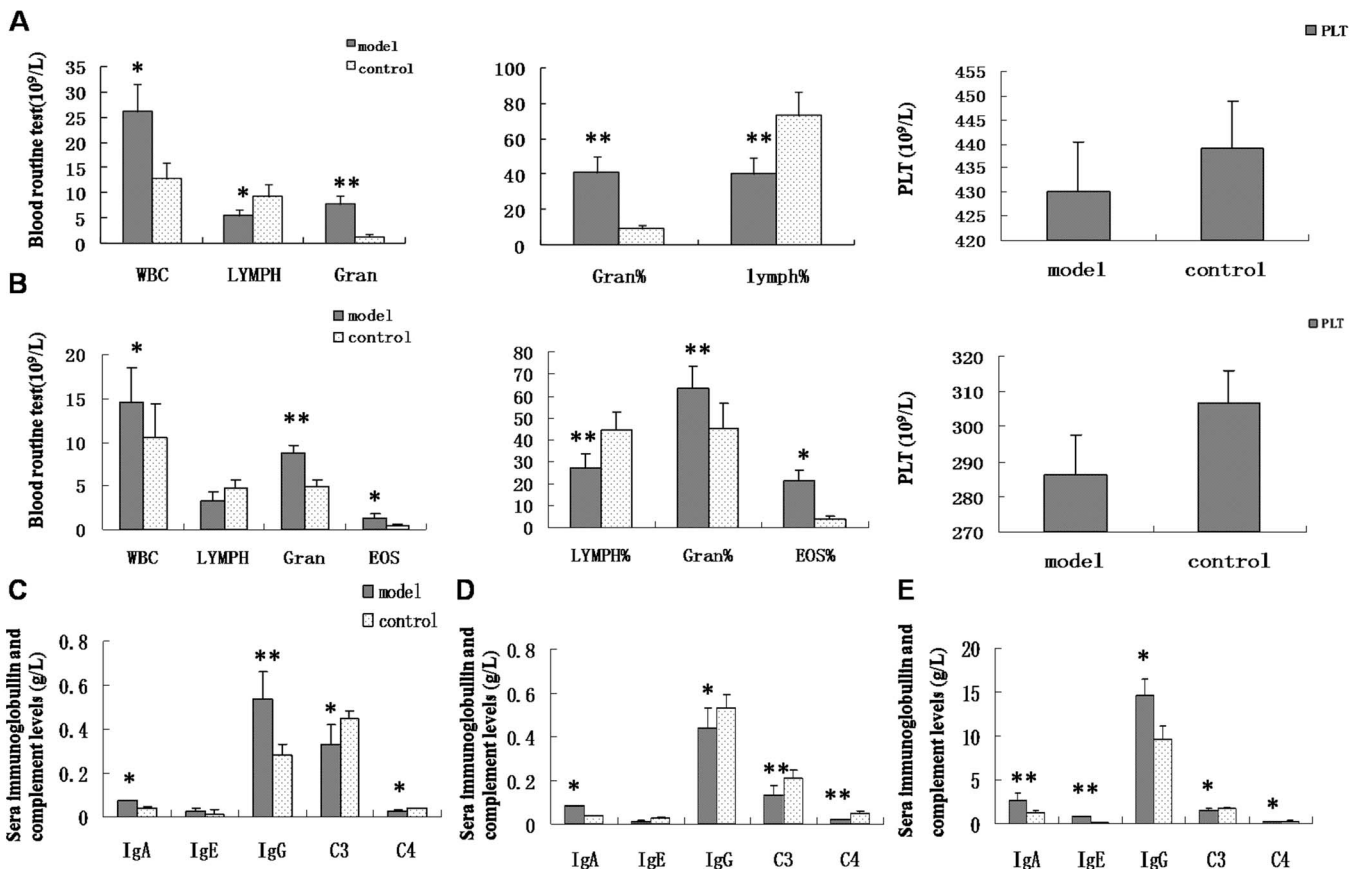 A
model
control
PLT
Blood routine test(10⁹/L)
35
30
25
20
15
10
5
0
*
*
**
WBC LYMPH Gran
100
80
60
40
20
0
**
**
Gran% lymph%
PLT (10⁹/L)
455
450
445
440
435
430
425
420
model control
B
model
control
PLT
Blood routine test(10⁹/L)
20
15
10
5
0
*
**
*
WBC LYMPH Gran EOS
80
70
60
50
40
30
20
10
0
**
**
*
LYMPH% Gran% EOS%
PLT (10⁹/L)
320
310
300
290
280
270
model control
C
model
control
Sera immunoglobullin and
complement levels (g/L)
0.8
0.6
0.4
0.2
0
*
**
*
*
IgA IgE IgG C3 C4
D
Sera immunoglobullin and
complement levels (g/L)
0.8
0.6
0.4
0.2
0
*
*
**
**
IgA IgE IgG C3 C4
E
Sera immunoglobullin and
complement levels (g/L)
20
15
10
5
0
**
**
*
*
*
IgA IgE IgG C3 C4